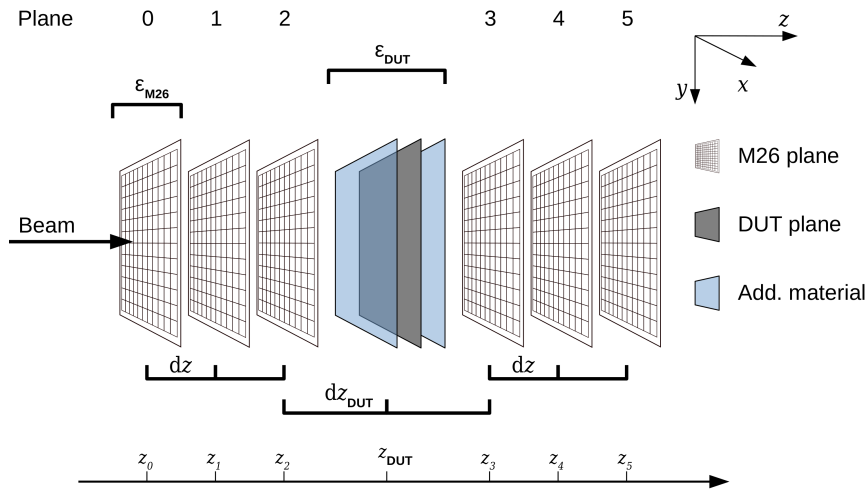 Plane 0 1 2 3 4 5
z
ε_DUT
ε_M26
y
x
M26 plane
Beam
DUT plane
Add. material
dz dz
dz_DUT
z_0 z_1 z_2 z_DUT z_3 z_4 z_5